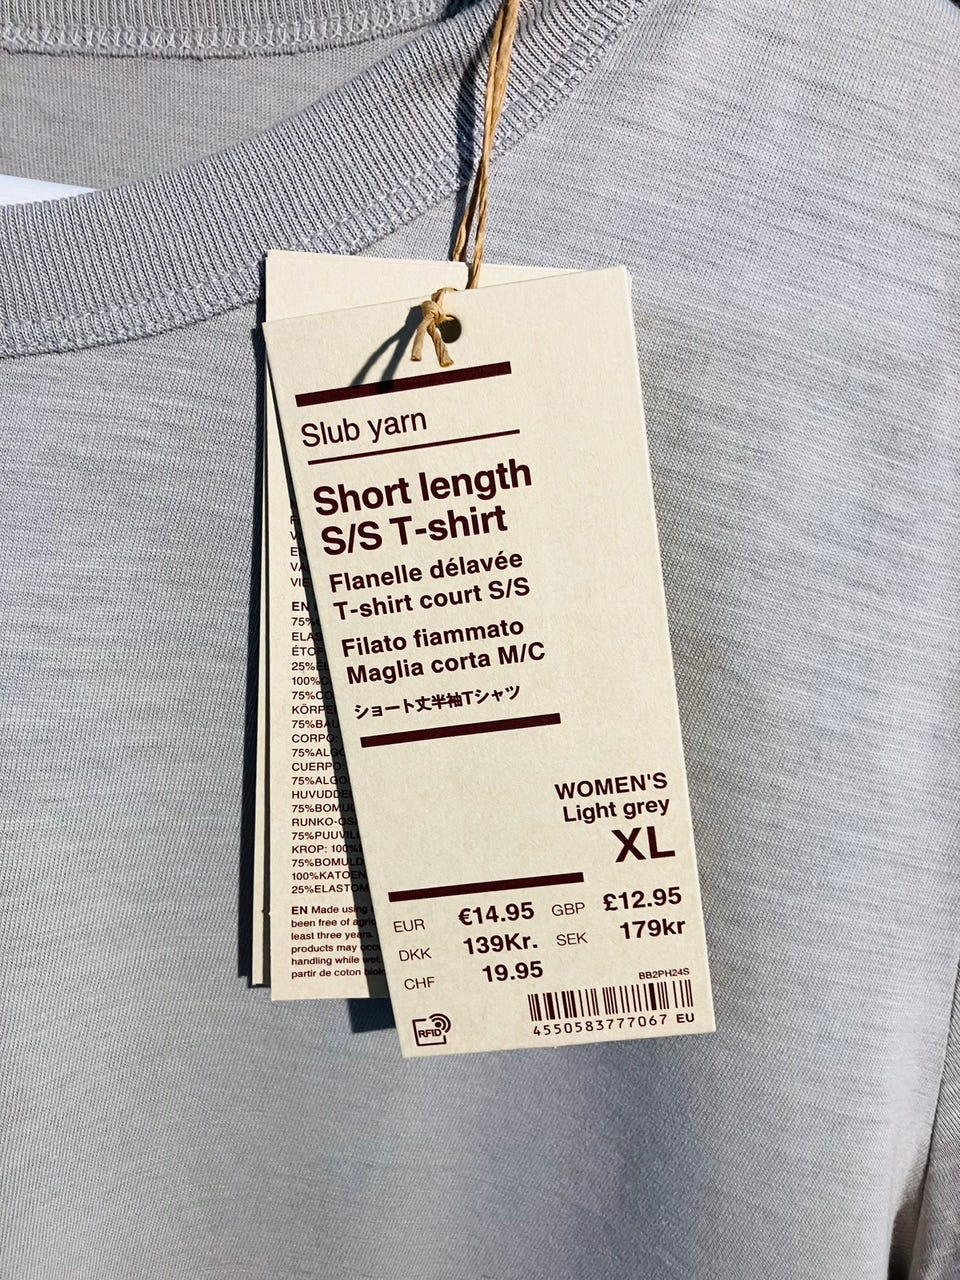 Slub yarn
Short length
S/S T-shirt
Flanelle délavée
T-shirt court S/S
Filato fiammato
Maglia corta M/C
ショート丈半袖Tシャツ
WOMEN'S
Light grey
XL
EUR €14.95 GBP £12.95
DKK 139Kr. SEK 179kr
CHF 19.95
BB2PH24S
RFID
4550583777067 EU
EN
75%
ELAS
ÉTOF
25%
100%
75%CO
KÖRPE
75%BAU
CORPO:
75%ALGO
CUERPO:
75%ALGO
HUVUDDE
75%BOMUL
RUNKO-OS
75%PUUVIL
KROP: 100%
75%BOMULD
100%KATOEN
25%ELASTOM
EN Made using
been free of
least three years.
products may
handling while wet.
partir de coton